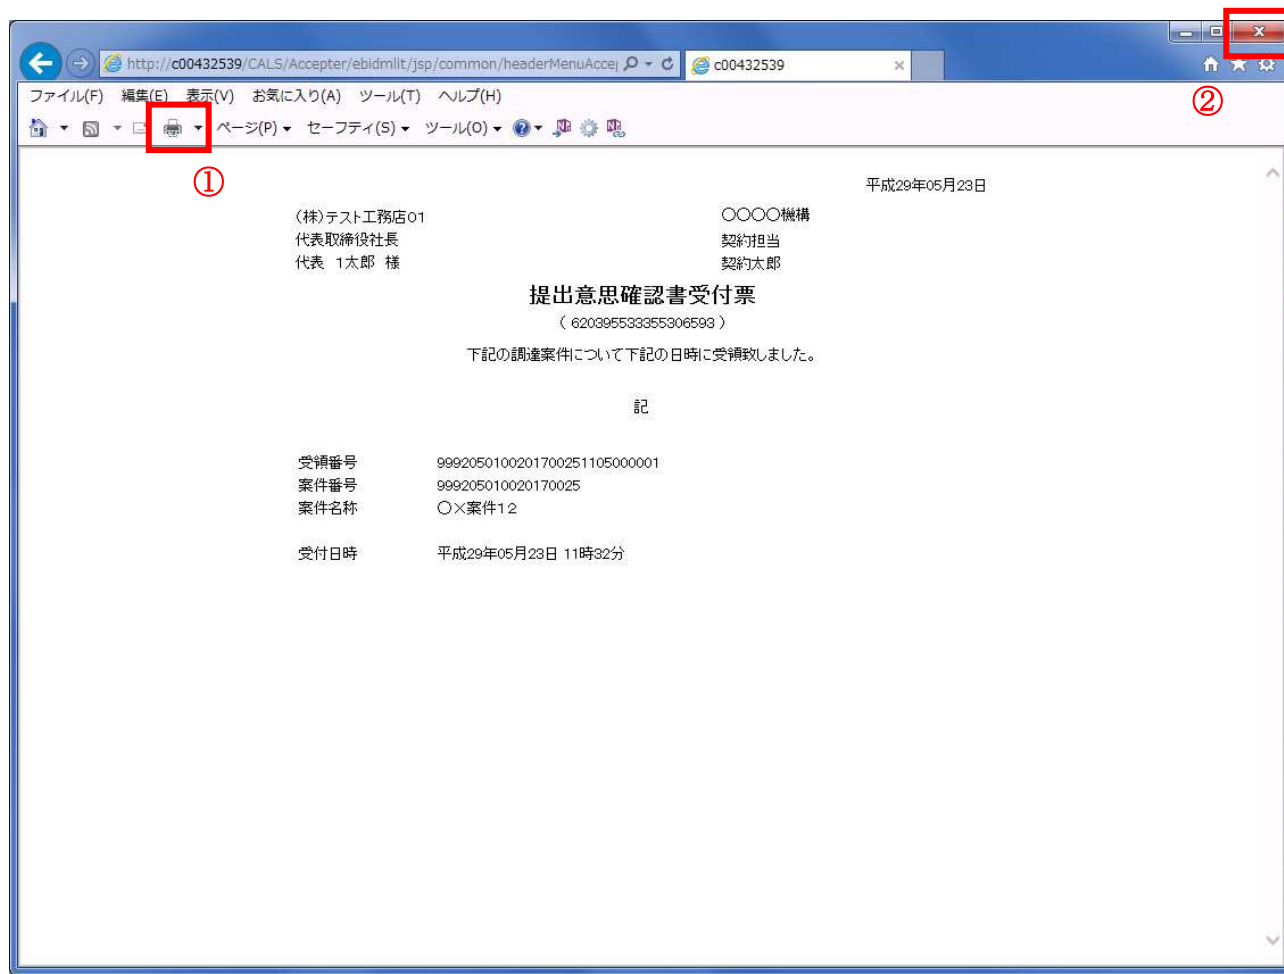 http://c00432539/CALS/Accepter/ebidmlit/jsp/common/headerMenuAccep
c00432539
ファイル(F) 編集(E) 表示(V) お気に入り(A) ツール(T) ヘルプ(H)
②
ページ(P) セーフティ(S) ツール(O)
①
平成29年05月23日
(株)テスト工務店01 〇〇〇〇機構
代表取締役社長 契約担当
代表 1太郎 様 契約太郎
提出意思確認書受付票
( 620395533355306593 )
下記の調達案件について下記の日時に受領致しました。
記
受領番号 9992050100201700251105000001
案件番号 999205010020170025
案件名称 〇×案件12
受付日時 平成29年05月23日 11時32分